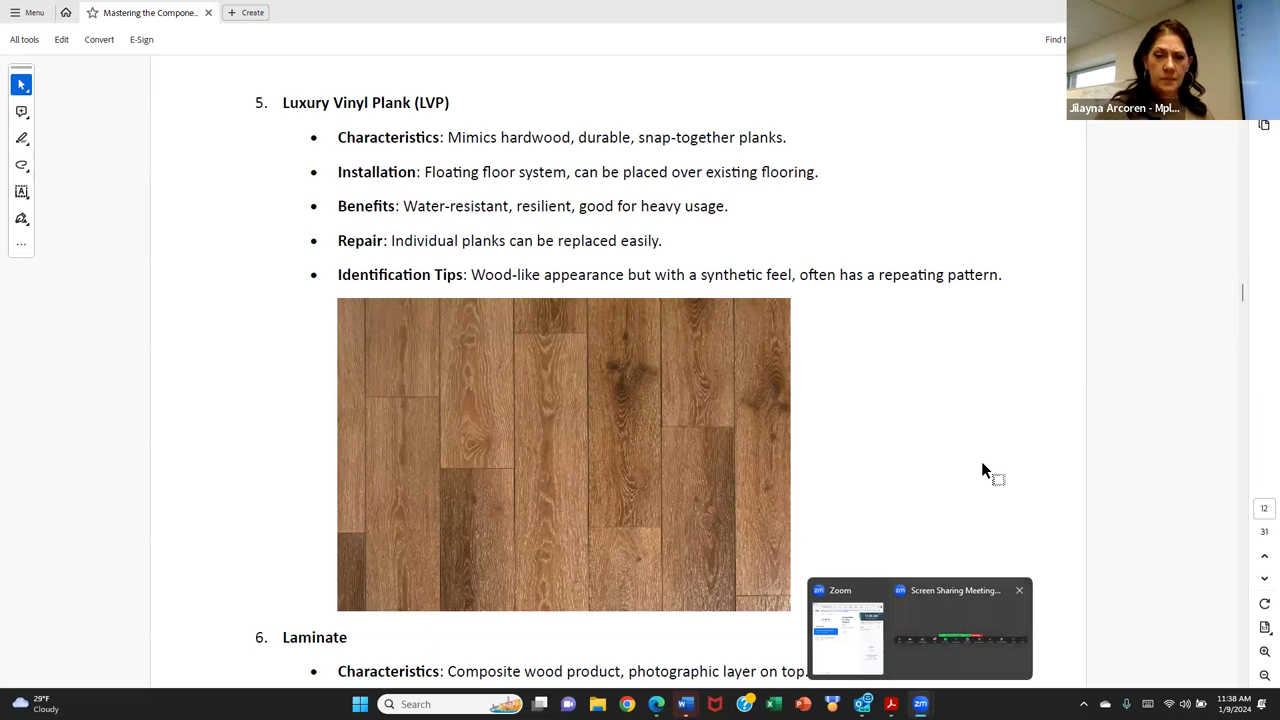 Menu
Mastering the Compone...
Create
All tools
Edit
Convert
E-Sign
Find t
Jilayna Arcoren - Mpl...
5. Luxury Vinyl Plank (LVP)
• Characteristics: Mimics hardwood, durable, snap-together planks.
• Installation: Floating floor system, can be placed over existing flooring.
• Benefits: Water-resistant, resilient, good for heavy usage.
• Repair: Individual planks can be replaced easily.
• Identification Tips: Wood-like appearance but with a synthetic feel, often has a repeating pattern.
12
31
zm Zoom
zm Screen Sharing Meeting...
6. Laminate
• Characteristics: Composite wood product, photographic layer on top.
29°F
Cloudy
Search
zm
11:38 AM
1/9/2024